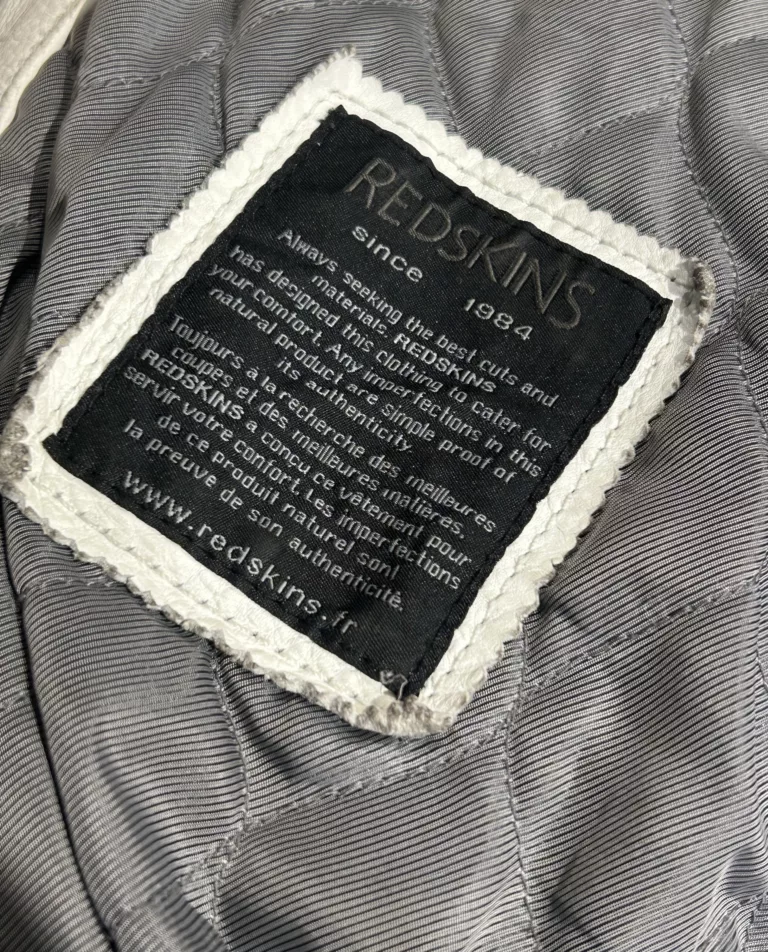 REDSKINS
since 1984
Always seeking the best cuts and
materials, REDSKINS
has designed this clothing to cater for
your comfort. Any imperfections in this
natural product are simple proof of
its authenticity.
Toujours a la recherche des meilleures
coupes et des meilleures matières,
REDSKINS a conçu ce vêtement pour
servir votre confort. Les imperfections
de ce produit naturel sont
la preuve de son authenticité.
www.redskins.fr